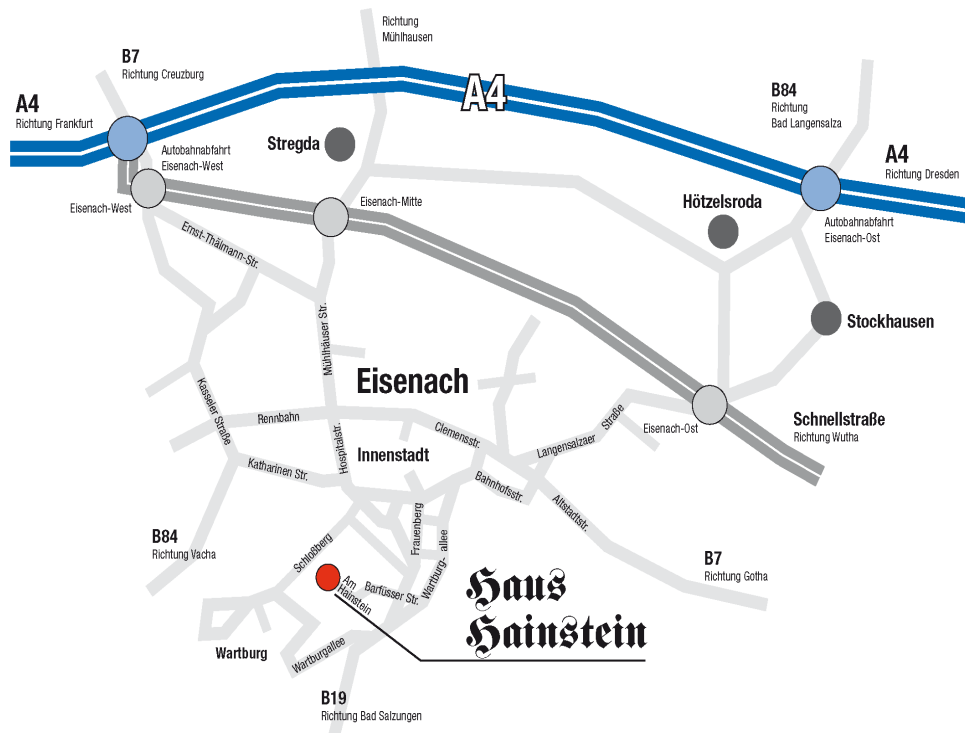 Richtung
Mühlhausen
B7
Richtung Creuzburg
A4
Richtung Frankfurt
A4
B84
Richtung
Bad Langensalza
A4
Richtung Dresden
Stregda
Autobahnabfahrt
Eisenach-West
Eisenach-West
Eisenach-Mitte
Hötzelsroda
Autobahnabfahrt
Eisenach-Ost
Ernst-Thälmann-Str.
Stockhausen
Mühlhäuser Str.
Eisenach
Kasseler Straße
Rennbahn
Clemensstr.
Langensalzaer Straße
Eisenach-Ost
Schnellstraße
Richtung Wutha
Hospitalstr.
Innenstadt
Katharinen Str.
Bahnhofsstr.
Altstadtstr.
B84
Richtung Vacha
Schloßberg
Frauenberg
Wartburg-allee
B7
Richtung Gotha
Am
Hainstein
Barfüsser Str.
Haus
Hainstein
Wartburg
Wartburgallee
B19
Richtung Bad Salzungen